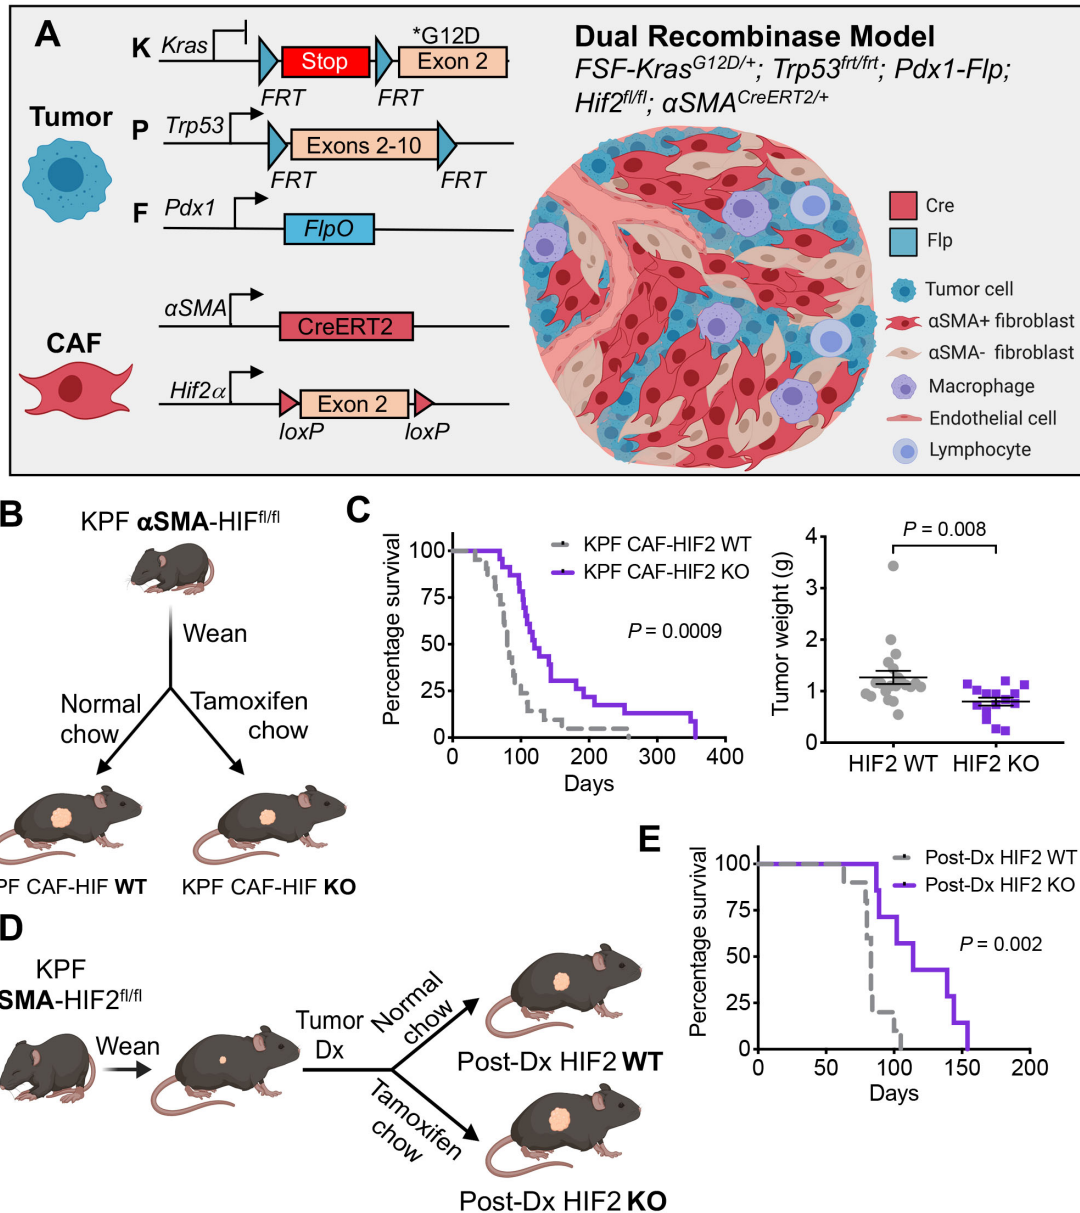 A
K Kras *G12D
Stop Exon 2
FRT FRT
Tumor
P Trp53
Exons 2-10
FRT FRT
F Pdx1
FlpO
αSMA
CreERT2
CAF
Hif2α
Exon 2
loxP loxP
Dual Recombinase Model
FSF-KrasG12D/+; Trp53frt/frt; Pdx1-Flp;
Hif2fl/fl; αSMACreERT2/+
Cre
Flp
Tumor cell
αSMA+ fibroblast
αSMA- fibroblast
Macrophage
Endothelial cell
Lymphocyte
B
KPF αSMA-HIFfl/fl
Wean
Normal
chow
Tamoxifen
chow
PF CAF-HIF WT
KPF CAF-HIF KO
C
Percentage survival
100
75
50
25
0
0 100 200 300 400
Days
KPF CAF-HIF2 WT
KPF CAF-HIF2 KO
P = 0.0009
Tumor weight (g)
4
3
2
1
0
P = 0.008
HIF2 WT HIF2 KO
D
KPF
SMA-HIF2fl/fl
Wean
Tumor
Dx
Normal
chow
Tamoxifen
chow
Post-Dx HIF2 WT
Post-Dx HIF2 KO
E
Percentage survival
100
75
50
25
0
0 50 100 150 200
Days
Post-Dx HIF2 WT
Post-Dx HIF2 KO
P = 0.002